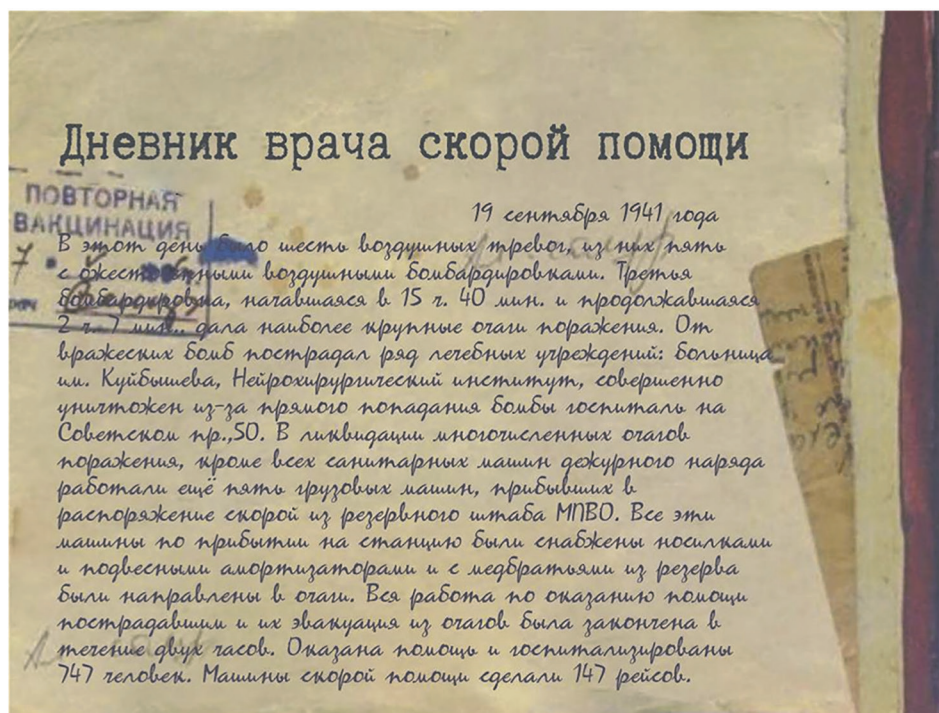 Дневник врача скорой помощи
ПОВТОРНАЯ
ВАКЦИНАЦИЯ
19 сентября 1941 года
В этот день было шесть воздушных тревог, из них пять
с ожесточёнными воздушными бомбардировками. Третья
бомбардировка, начавшаяся в 15 ч. 40 мин. и продолжавшаяся
2 ч. 7 мин., дала наиболее крупные очаги поражения. От
вражеских бомб пострадал ряд лечебных учреждений: больница
им. Куйбышева, Нейрохирургический институт, совершенно
уничтожен из-за прямого попадания бомбы госпиталь на
Советском пр.,50. В ликвидации многочисленных очагов
поражения, кроме всех санитарных машин дежурного наряда
работали ещё пять грузовых машин, прибывших в
распоряжение скорой из резервного штаба МПВО. Все эти
машины по прибытии на станцию были снабжены носилками
и подвесными амортизаторами и с медбратьями из резерва
были направлены в очаги. Вся работа по оказанию помощи
пострадавшим и их эвакуация из очагов была закончена в
течение двух часов. Оказана помощь и госпитализированы
747 человек. Машины скорой помощи сделали 147 рейсов.